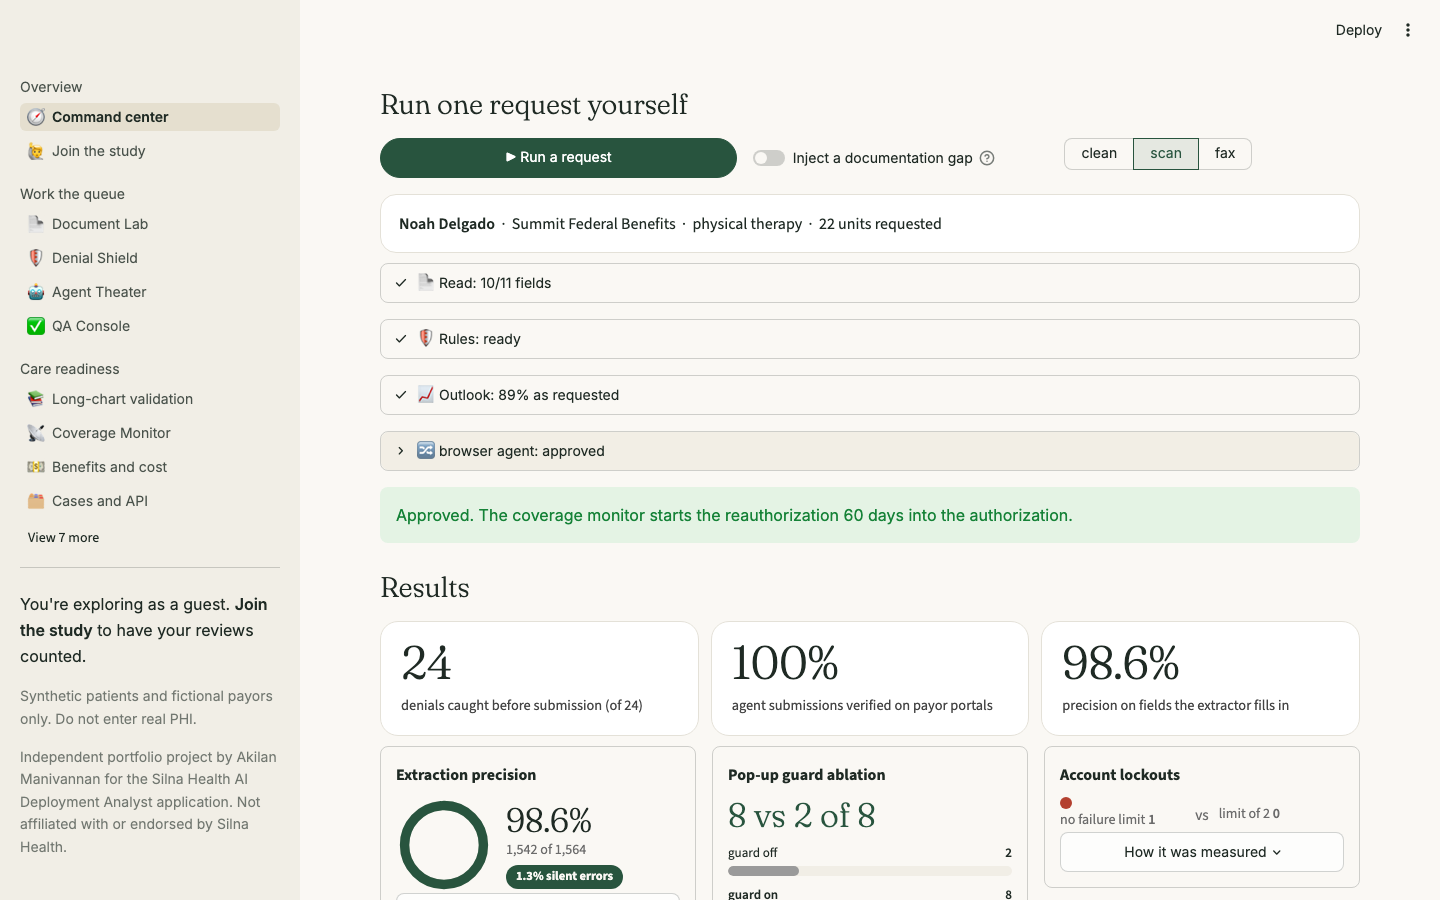 Deploy
Overview
Command center
Join the study
Work the queue
Document Lab
Denial Shield
Agent Theater
QA Console
Care readiness
Long-chart validation
Coverage Monitor
Benefits and cost
Cases and API
View 7 more
You're exploring as a guest. Join
the study to have your reviews
counted.
Synthetic patients and fictional payors
only. Do not enter real PHI.
Independent portfolio project by Akilan
Manivannan for the Silna Health AI
Deployment Analyst application. Not
affiliated with or endorsed by Silna
Health.
Run one request yourself
Run a request
Inject a documentation gap
clean scan fax
Noah Delgado · Summit Federal Benefits · physical therapy · 22 units requested
Read: 10/11 fields
Rules: ready
Outlook: 89% as requested
browser agent: approved
Approved. The coverage monitor starts the reauthorization 60 days into the authorization.
Results
24
denials caught before submission (of 24)
100%
agent submissions verified on payor portals
98.6%
precision on fields the extractor fills in
Extraction precision
98.6%
1,542 of 1,564
1.3% silent errors
Pop-up guard ablation
8 vs 2 of 8
guard off 2
guard on 8
Account lockouts
no failure limit 1 vs limit of 2 0
How it was measured